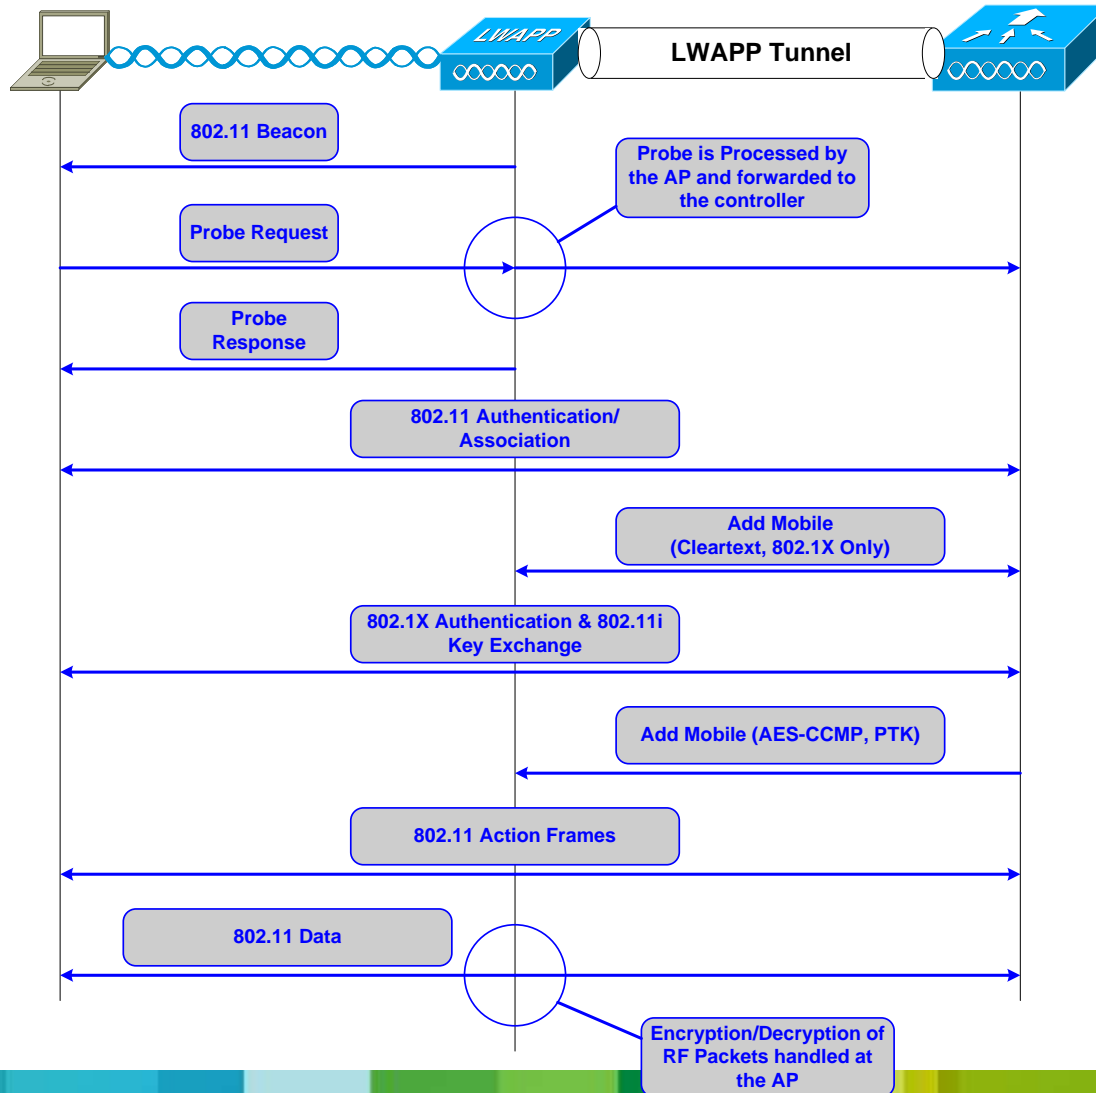 LWAPP
LWAPP Tunnel
802.11 Beacon
Probe is Processed by
the AP and forwarded to
the controller
Probe Request
Probe
Response
802.11 Authentication/
Association
Add Mobile
(Cleartext, 802.1X Only)
802.1X Authentication & 802.11i
Key Exchange
Add Mobile (AES-CCMP, PTK)
802.11 Action Frames
802.11 Data
Encryption/Decryption of
RF Packets handled at
the AP